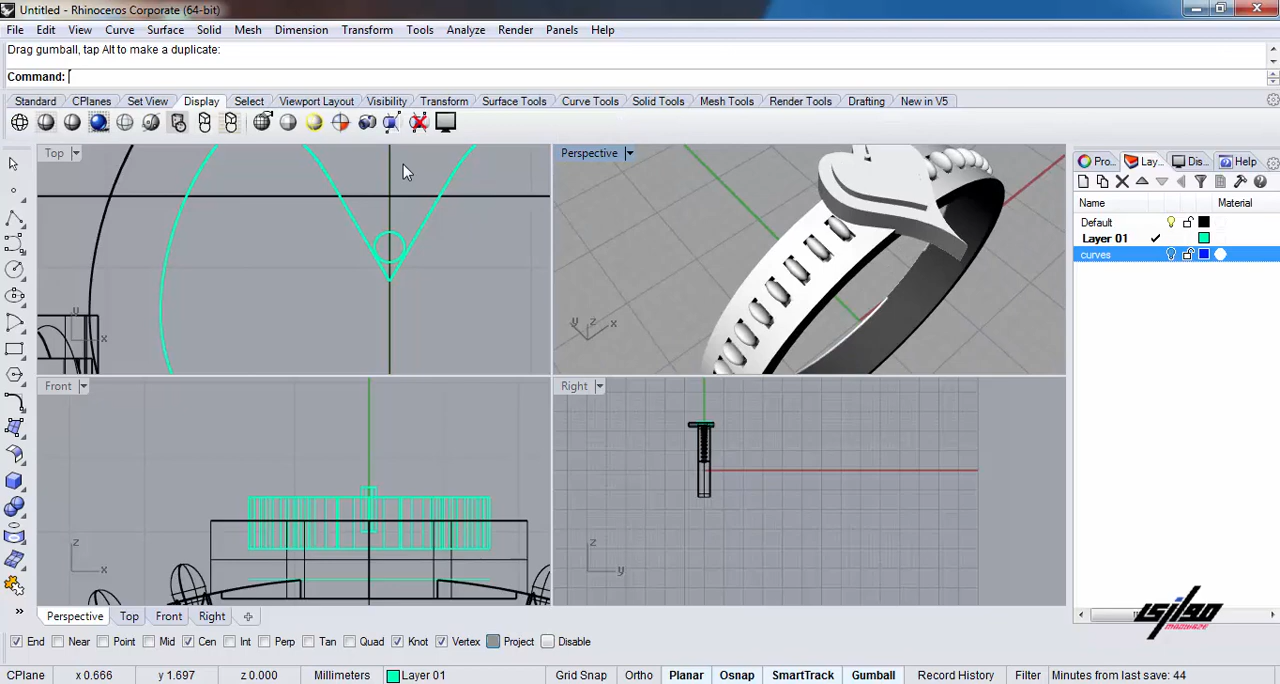 Untitled - Rhinoceros Corporate (64-bit)
File Edit View Curve Surface Solid Mesh Dimension Transform Tools Analyze Render Panels Help
Drag gumball, tap Alt to make a duplicate:
Command:
Standard CPlanes Set View Display Select Viewport Layout Visibility Transform Surface Tools Curve Tools Solid Tools Mesh Tools Render Tools Drafting New in V5
Top
Perspective
Pro... Lay... Dis... Help
Name Material
Default
Layer 01
curves
y x
y z x
Front
Right
z x
z y
Perspective Top Front Right
End Near Point Mid Cen Int Perp Tan Quad Knot Vertex Project Disable
CPlane x 0.666 y 1.697 z 0.000 Millimeters Layer 01 Grid Snap Ortho Planar Osnap SmartTrack Gumball Record History Filter Minutes from last save: 44